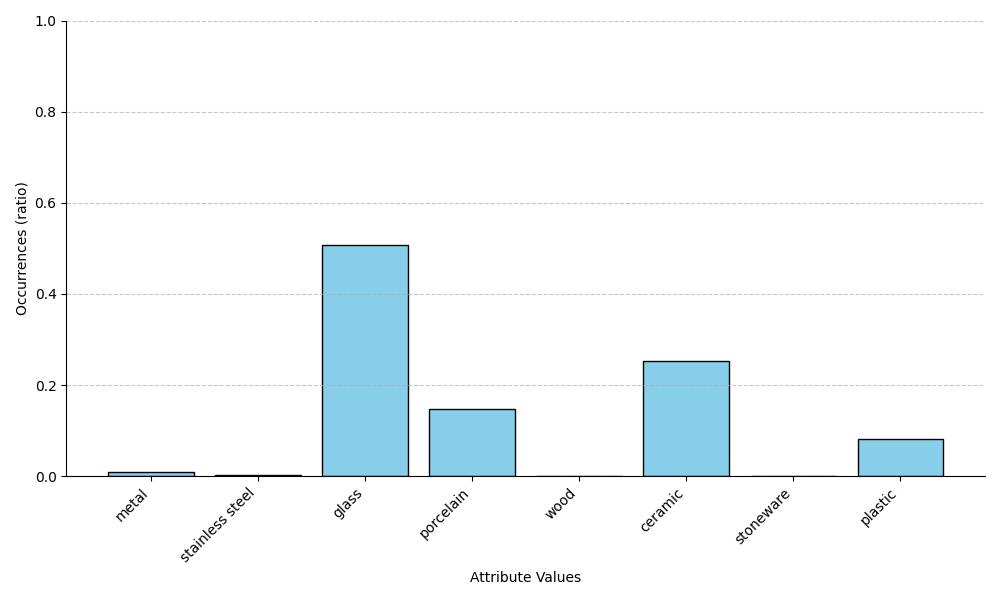 1.0
0.8
0.6
0.4
0.2
0.0
Occurrences (ratio)
metal
stainless steel
glass
porcelain
wood
ceramic
stoneware
plastic
Attribute Values